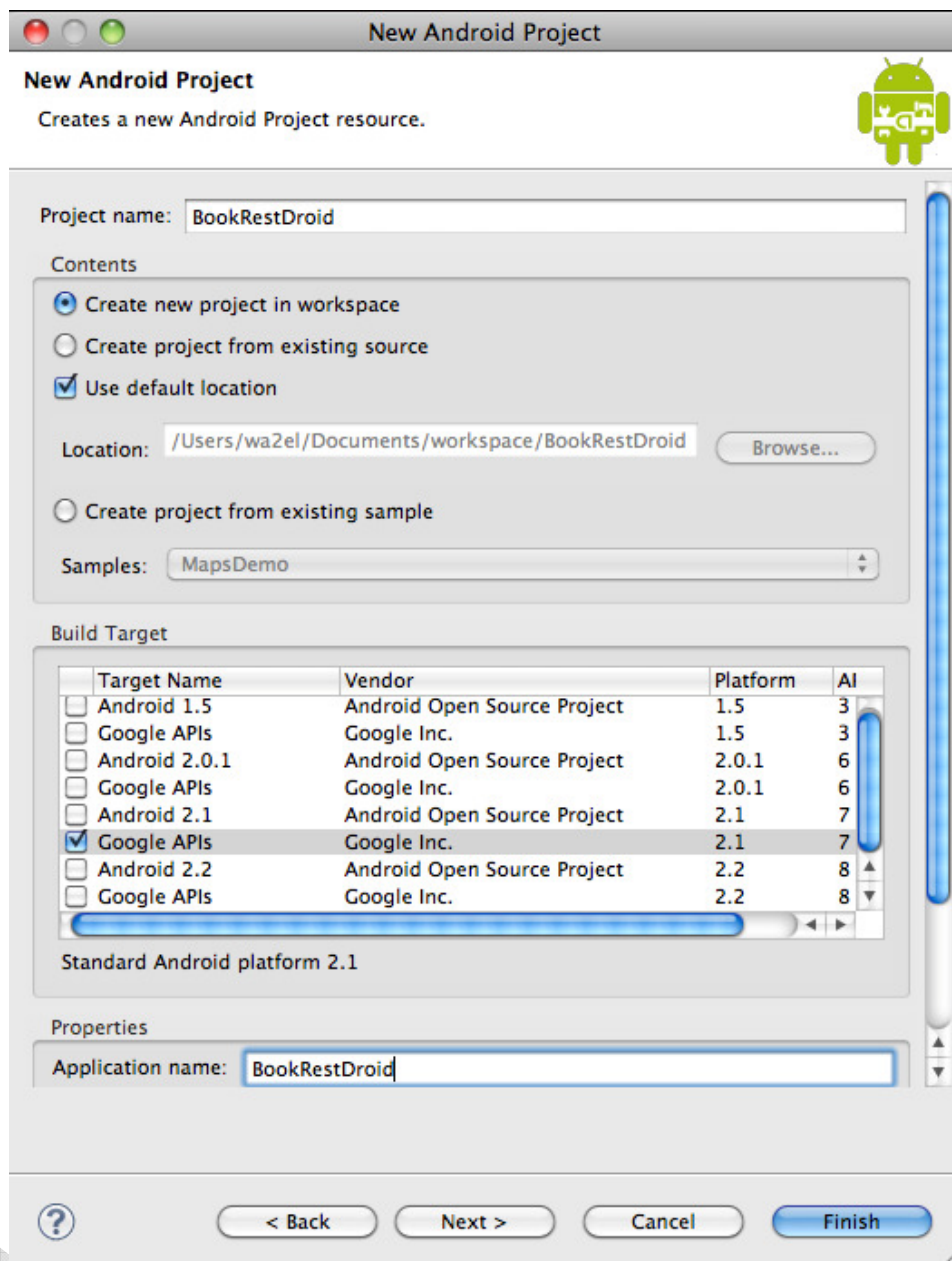 New Android Project
New Android Project
Creates a new Android Project resource.
Project name: BookRestDroid
Contents
Create new project in workspace
Create project from existing source
Use default location
Location: /Users/wa2el/Documents/workspace/BookRestDroid Browse...
Create project from existing sample
Samples: MapsDemo
Build Target
Target Name Vendor Platform AI
Android 1.5 Android Open Source Project 1.5 3
Google APIs Google Inc. 1.5 3
Android 2.0.1 Android Open Source Project 2.0.1 6
Google APIs Google Inc. 2.0.1 6
Android 2.1 Android Open Source Project 2.1 7
Google APIs Google Inc. 2.1 7
Android 2.2 Android Open Source Project 2.2 8
Google APIs Google Inc. 2.2 8
Standard Android platform 2.1
Properties
Application name: BookRestDroid
? < Back Next > Cancel Finish